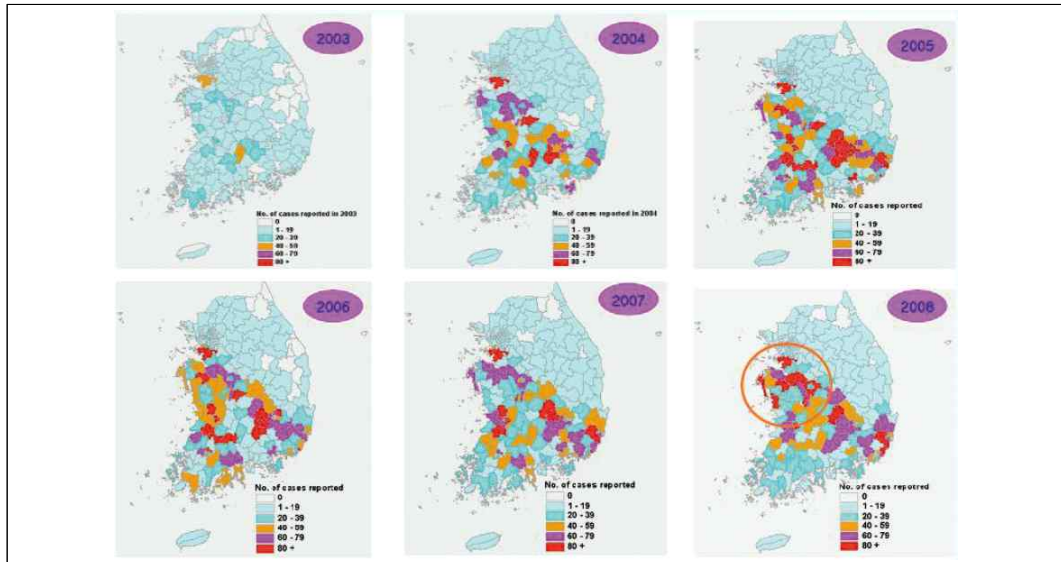 2003
No. of cases reported in 2003
0
1 - 19
20 - 39
40 - 59
60 - 79
80 +
2004
No. of cases reported in 2004
0
1 - 19
20 - 39
40 - 59
60 - 79
80 +
2005
No. of cases reported
0
1 - 19
20 - 39
40 - 59
60 - 79
80 +
2006
No. of cases reported
0
1 - 19
20 - 39
40 - 59
60 - 79
80 +
2007
No. of cases reported
0
1 - 19
20 - 39
40 - 59
60 - 79
80 +
2008
No. of cases repotred
0
1 - 19
20 - 39
40 - 59
60 - 79
80 +